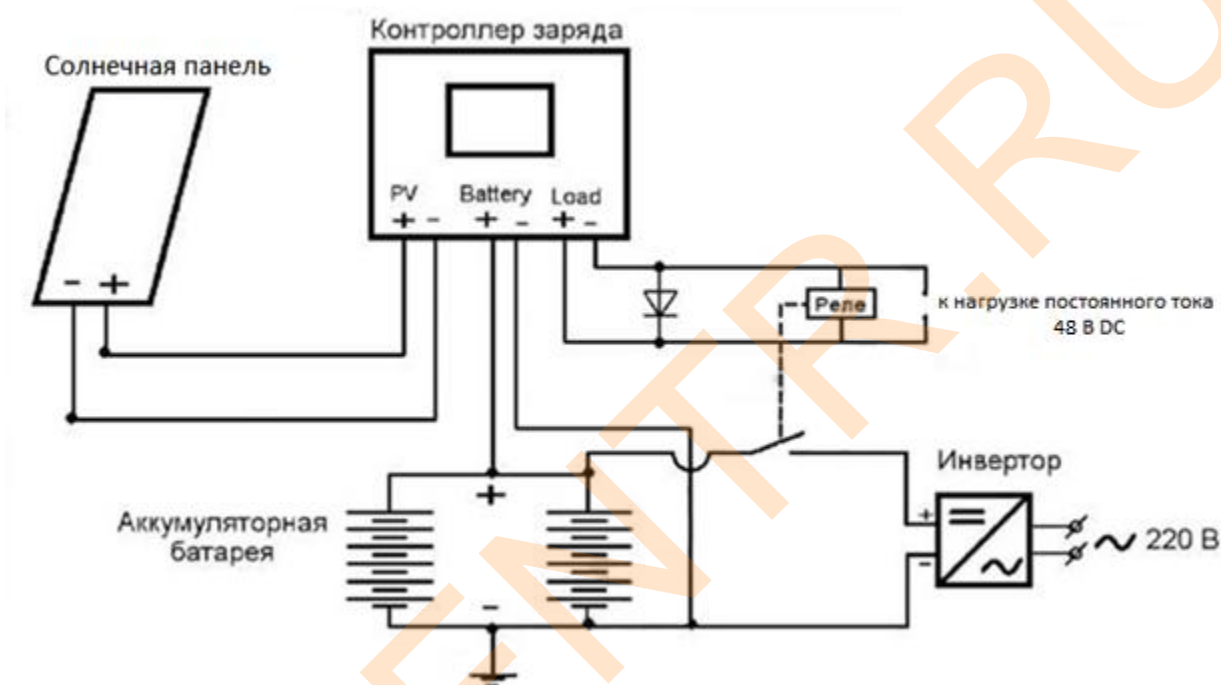 Контроллер заряда
Солнечная панель
PV Battery Load
+ - + - + -
- +
Реле
к нагрузке постоянного тока
48 В DC
Инвертор
+
Аккумуляторная
батарея
+
-
220 В
-
ENTR.RU